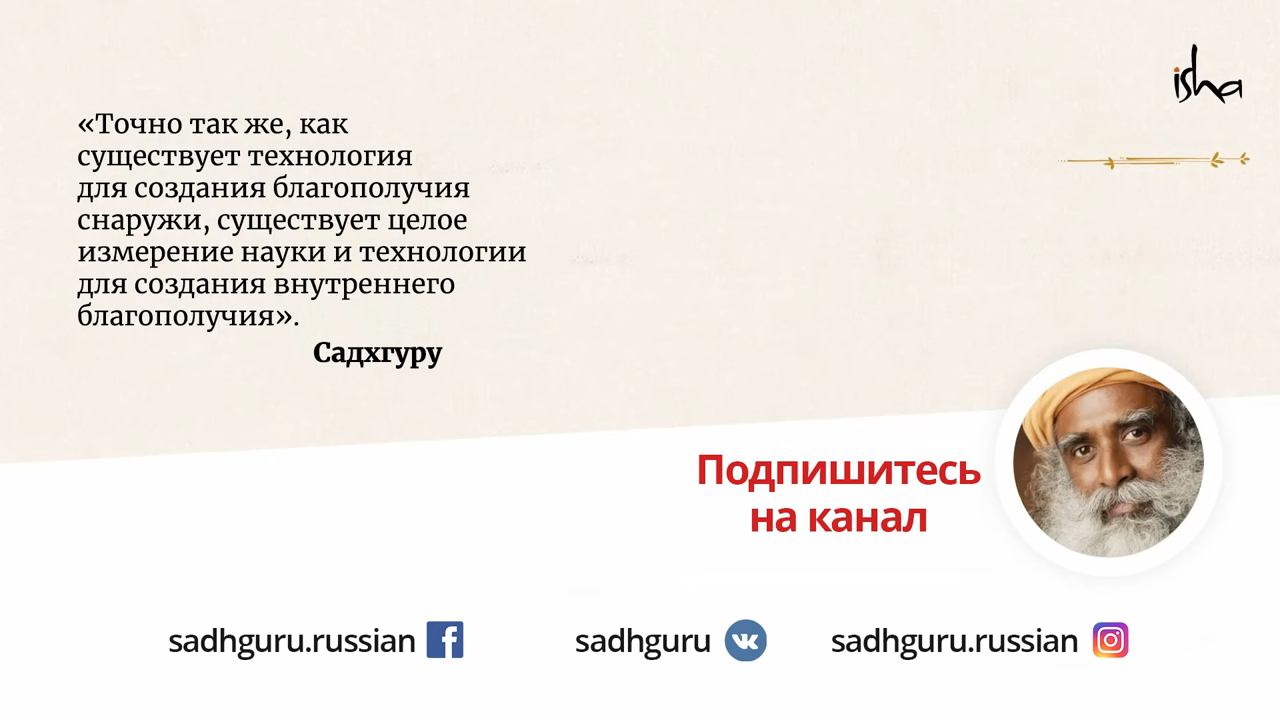 isha
«Точно так же, как
существует технология
для создания благополучия
снаружи, существует целое
измерение науки и технологии
для создания внутреннего
благополучия».
Садхгуру
Подпишитесь
на канал
sadhguru.russian
sadhguru
sadhguru.russian